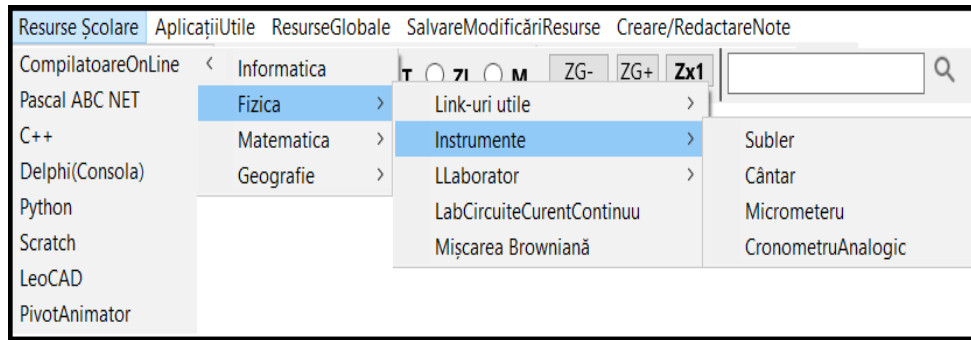 Resurse Școlare AplicațiiUtile ResurseGlobale SalvareModificăriResurse Creare/RedactareNote
CompilatoareOnLine
Pascal ABC NET
C++
Delphi(Consola)
Python
Scratch
LeoCAD
PivotAnimator
Informatica
Fizica
Matematica
Geografie
ZG- ZG+ Zx1
Link-uri utile
Instrumente
LLaborator
LabCircuiteCurentContinuu
Mișcarea Browniană
Subler
Cântar
Micrometeru
CronometruAnalogic